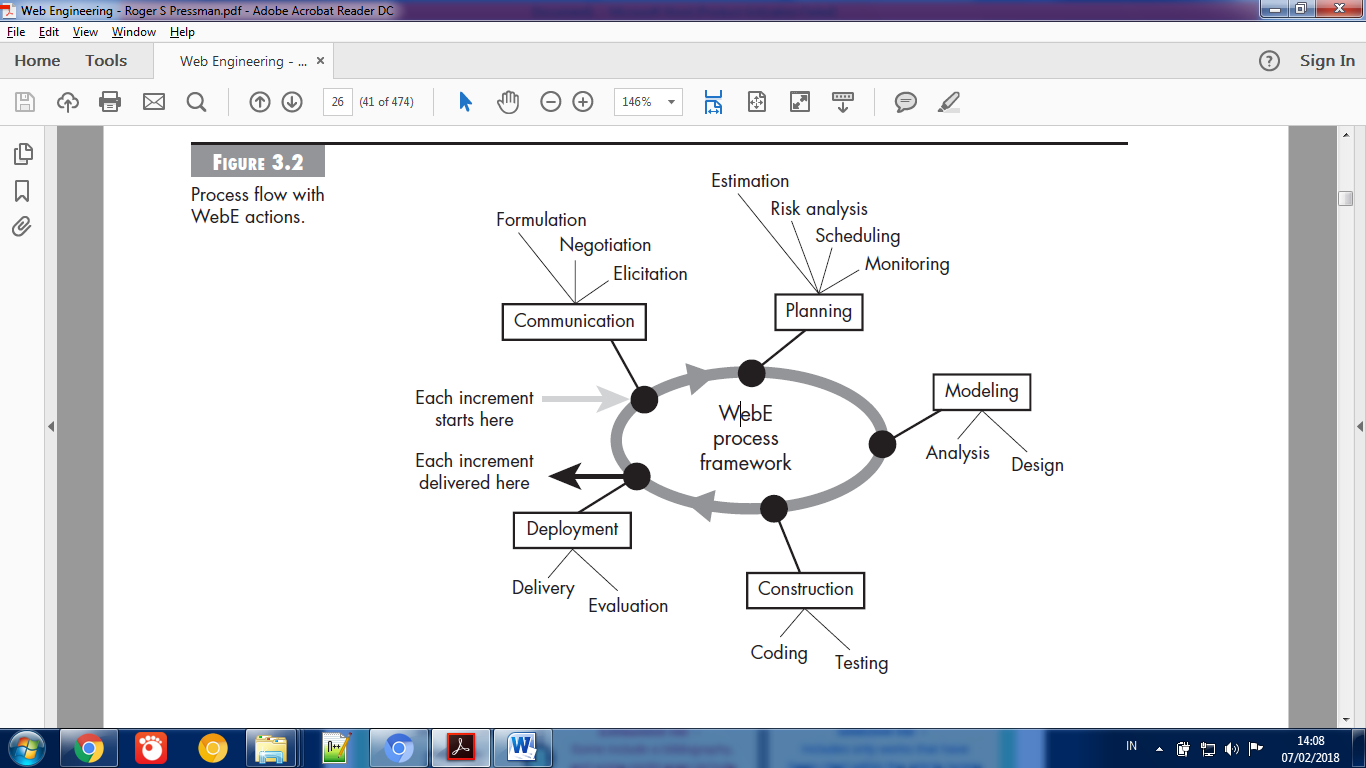 Web Engineering - Roger S Pressman.pdf - Adobe Acrobat Reader DC
File Edit View Window Help
Home Tools Web Engineering - ... × ? Sign In
26 (41 of 474) 146%
FIGURE 3.2
Process flow with
WebE actions.
Estimation
Risk analysis
Scheduling
Monitoring
Planning
Formulation
Negotiation
Elicitation
Communication
Each increment
starts here
Each increment
delivered here
WebE
process
framework
Modeling
Analysis
Design
Deployment
Delivery
Evaluation
Construction
Coding
Testing
IN
14:08
07/02/2018